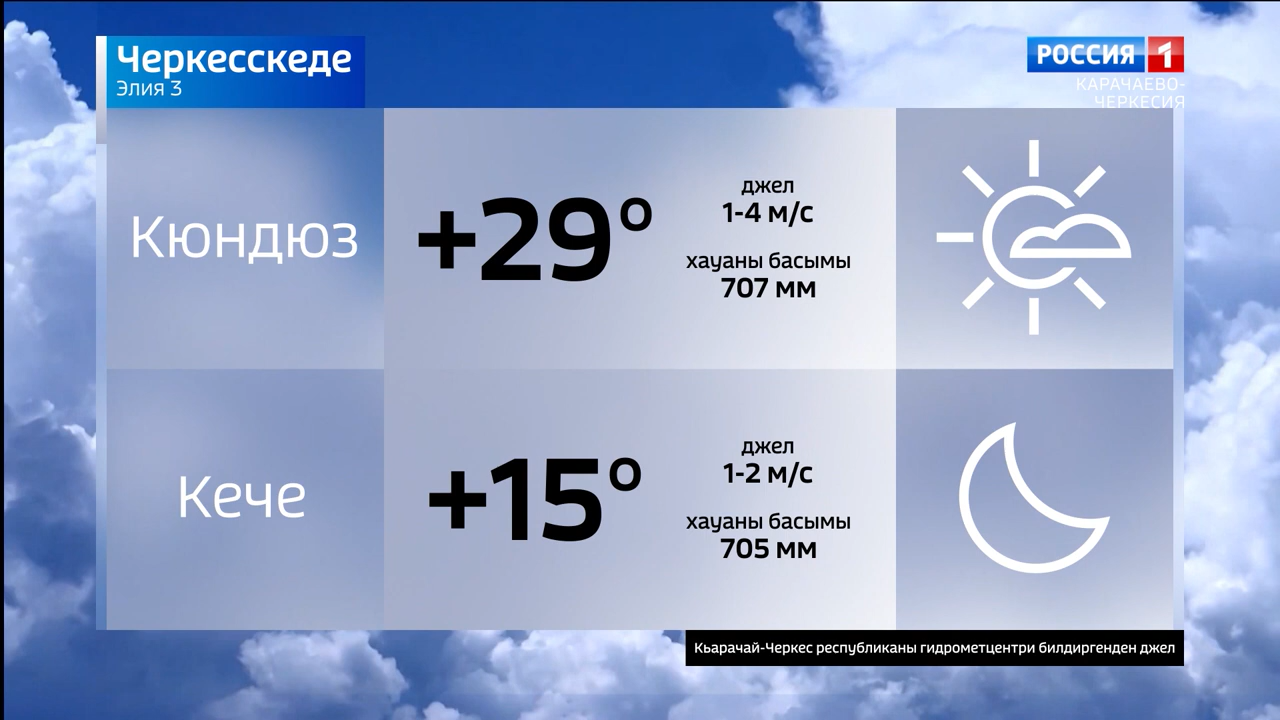 Черкесскеде
Элия 3
РОССИЯ 1
КАРАЧАЕВО-
ЧЕРКЕСИЯ
Кюндюз
+29°
джел
1-4 м/с
хауаны басымы
707 мм
Кече
+15°
джел
1-2 м/с
хауаны басымы
705 мм
Кьарачай-Черкес республиканы гидрометцентри билдиргенден джел